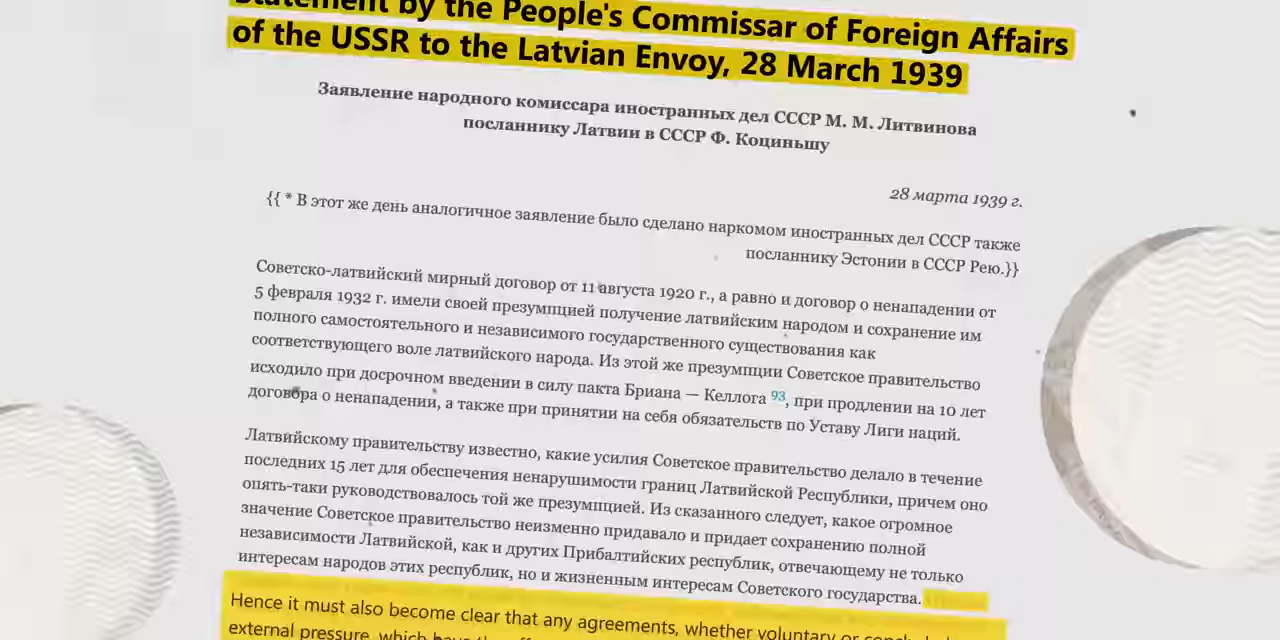 Statement by the People's Commissar of Foreign Affairs
of the USSR to the Latvian Envoy, 28 March 1939
Заявление народного комиссара иностранных дел СССР М. М. Литвинова
посланнику Латвии в СССР Ф. Коциньшу
28 марта 1939 г.
{{ * В этот же день аналогичное заявление было сделано наркомом иностранных дел СССР также
посланнику Эстонии в СССР Рею.}}
Советско-латвийский мирный договор от 11 августа 1920 г., а равно и договор о ненападении от
5 февраля 1932 г. имели своей презумпцией получение латвийским народом и сохранение им
полного самостоятельного и независимого государственного существования как
соответствующего воле латвийского народа. Из этой же презумпции Советское правительство
исходило при досрочном введении в силу пакта Бриана — Келлога 93, при продлении на 10 лет
договора о ненападении, а также при принятии на себя обязательств по Уставу Лиги наций.
Латвийскому правительству известно, какие усилия Советское правительство делало в течение
последних 15 лет для обеспечения ненарушимости границ Латвийской Республики, причем оно
опять-таки руководствовалось той же презумпцией. Из сказанного следует, какое огромное
значение Советское правительство неизменно придавало и придает сохранению полной
независимости Латвийской, как и других Прибалтийских республик, отвечающему не только
интересам народов этих республик, но и жизненным интересам Советского государства.
Hence it must also become clear that any agreements, whether voluntary or
external pressure, which have the